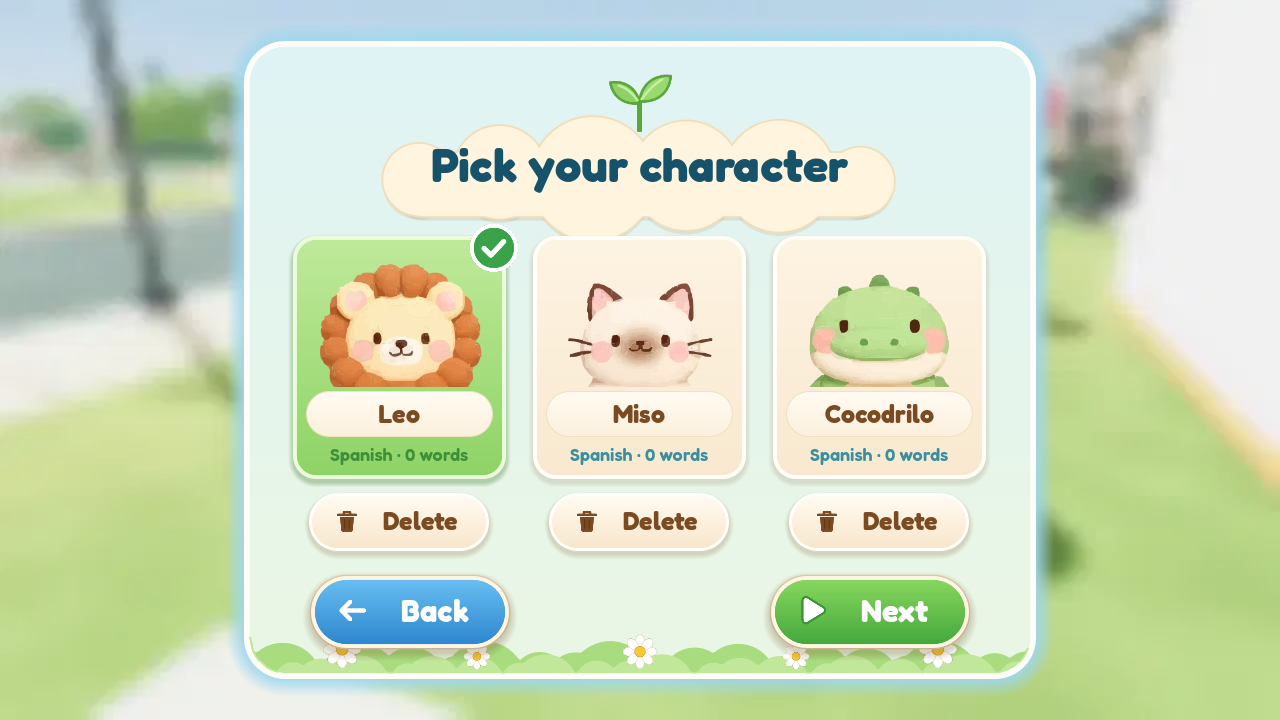 Pick your character
Leo
Miso
Cocodrilo
Spanish · 0 words
Spanish · 0 words
Spanish · 0 words
Delete
Delete
Delete
Back
Next